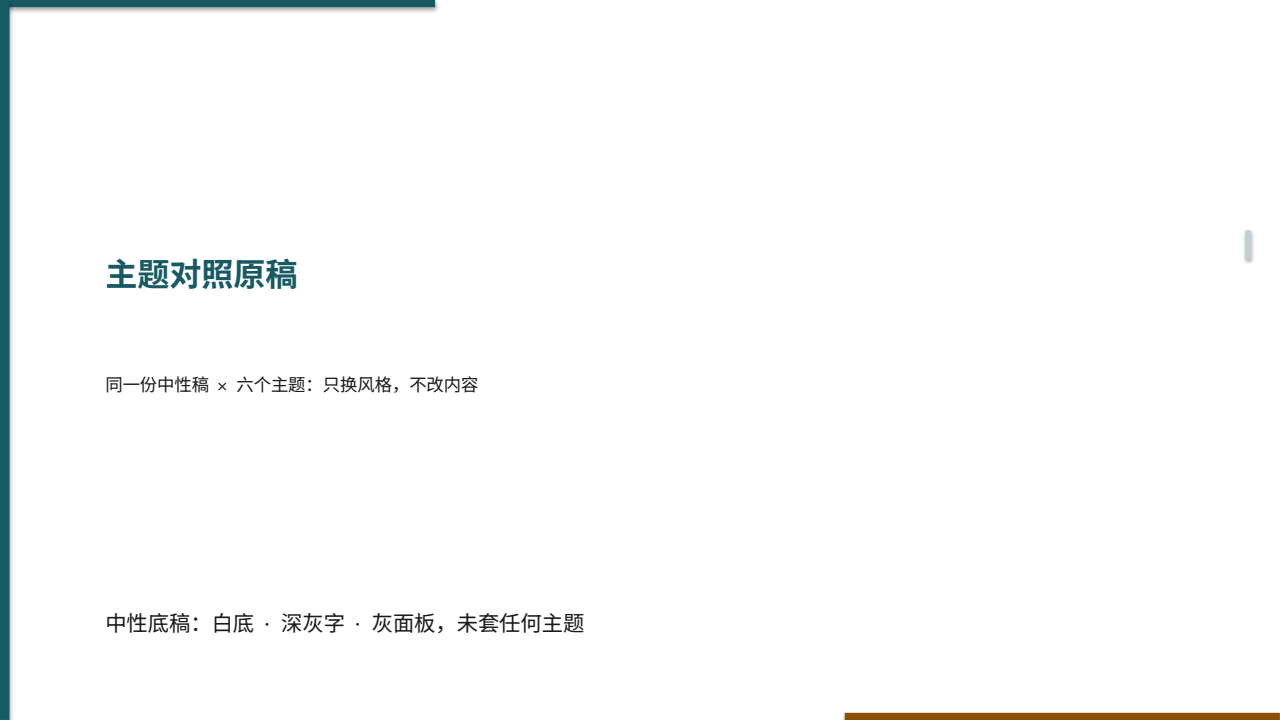 主题对照原稿
同一份中性稿 × 六个主题：只换风格，不改内容
中性底稿：白底 · 深灰字 · 灰面板，未套任何主题